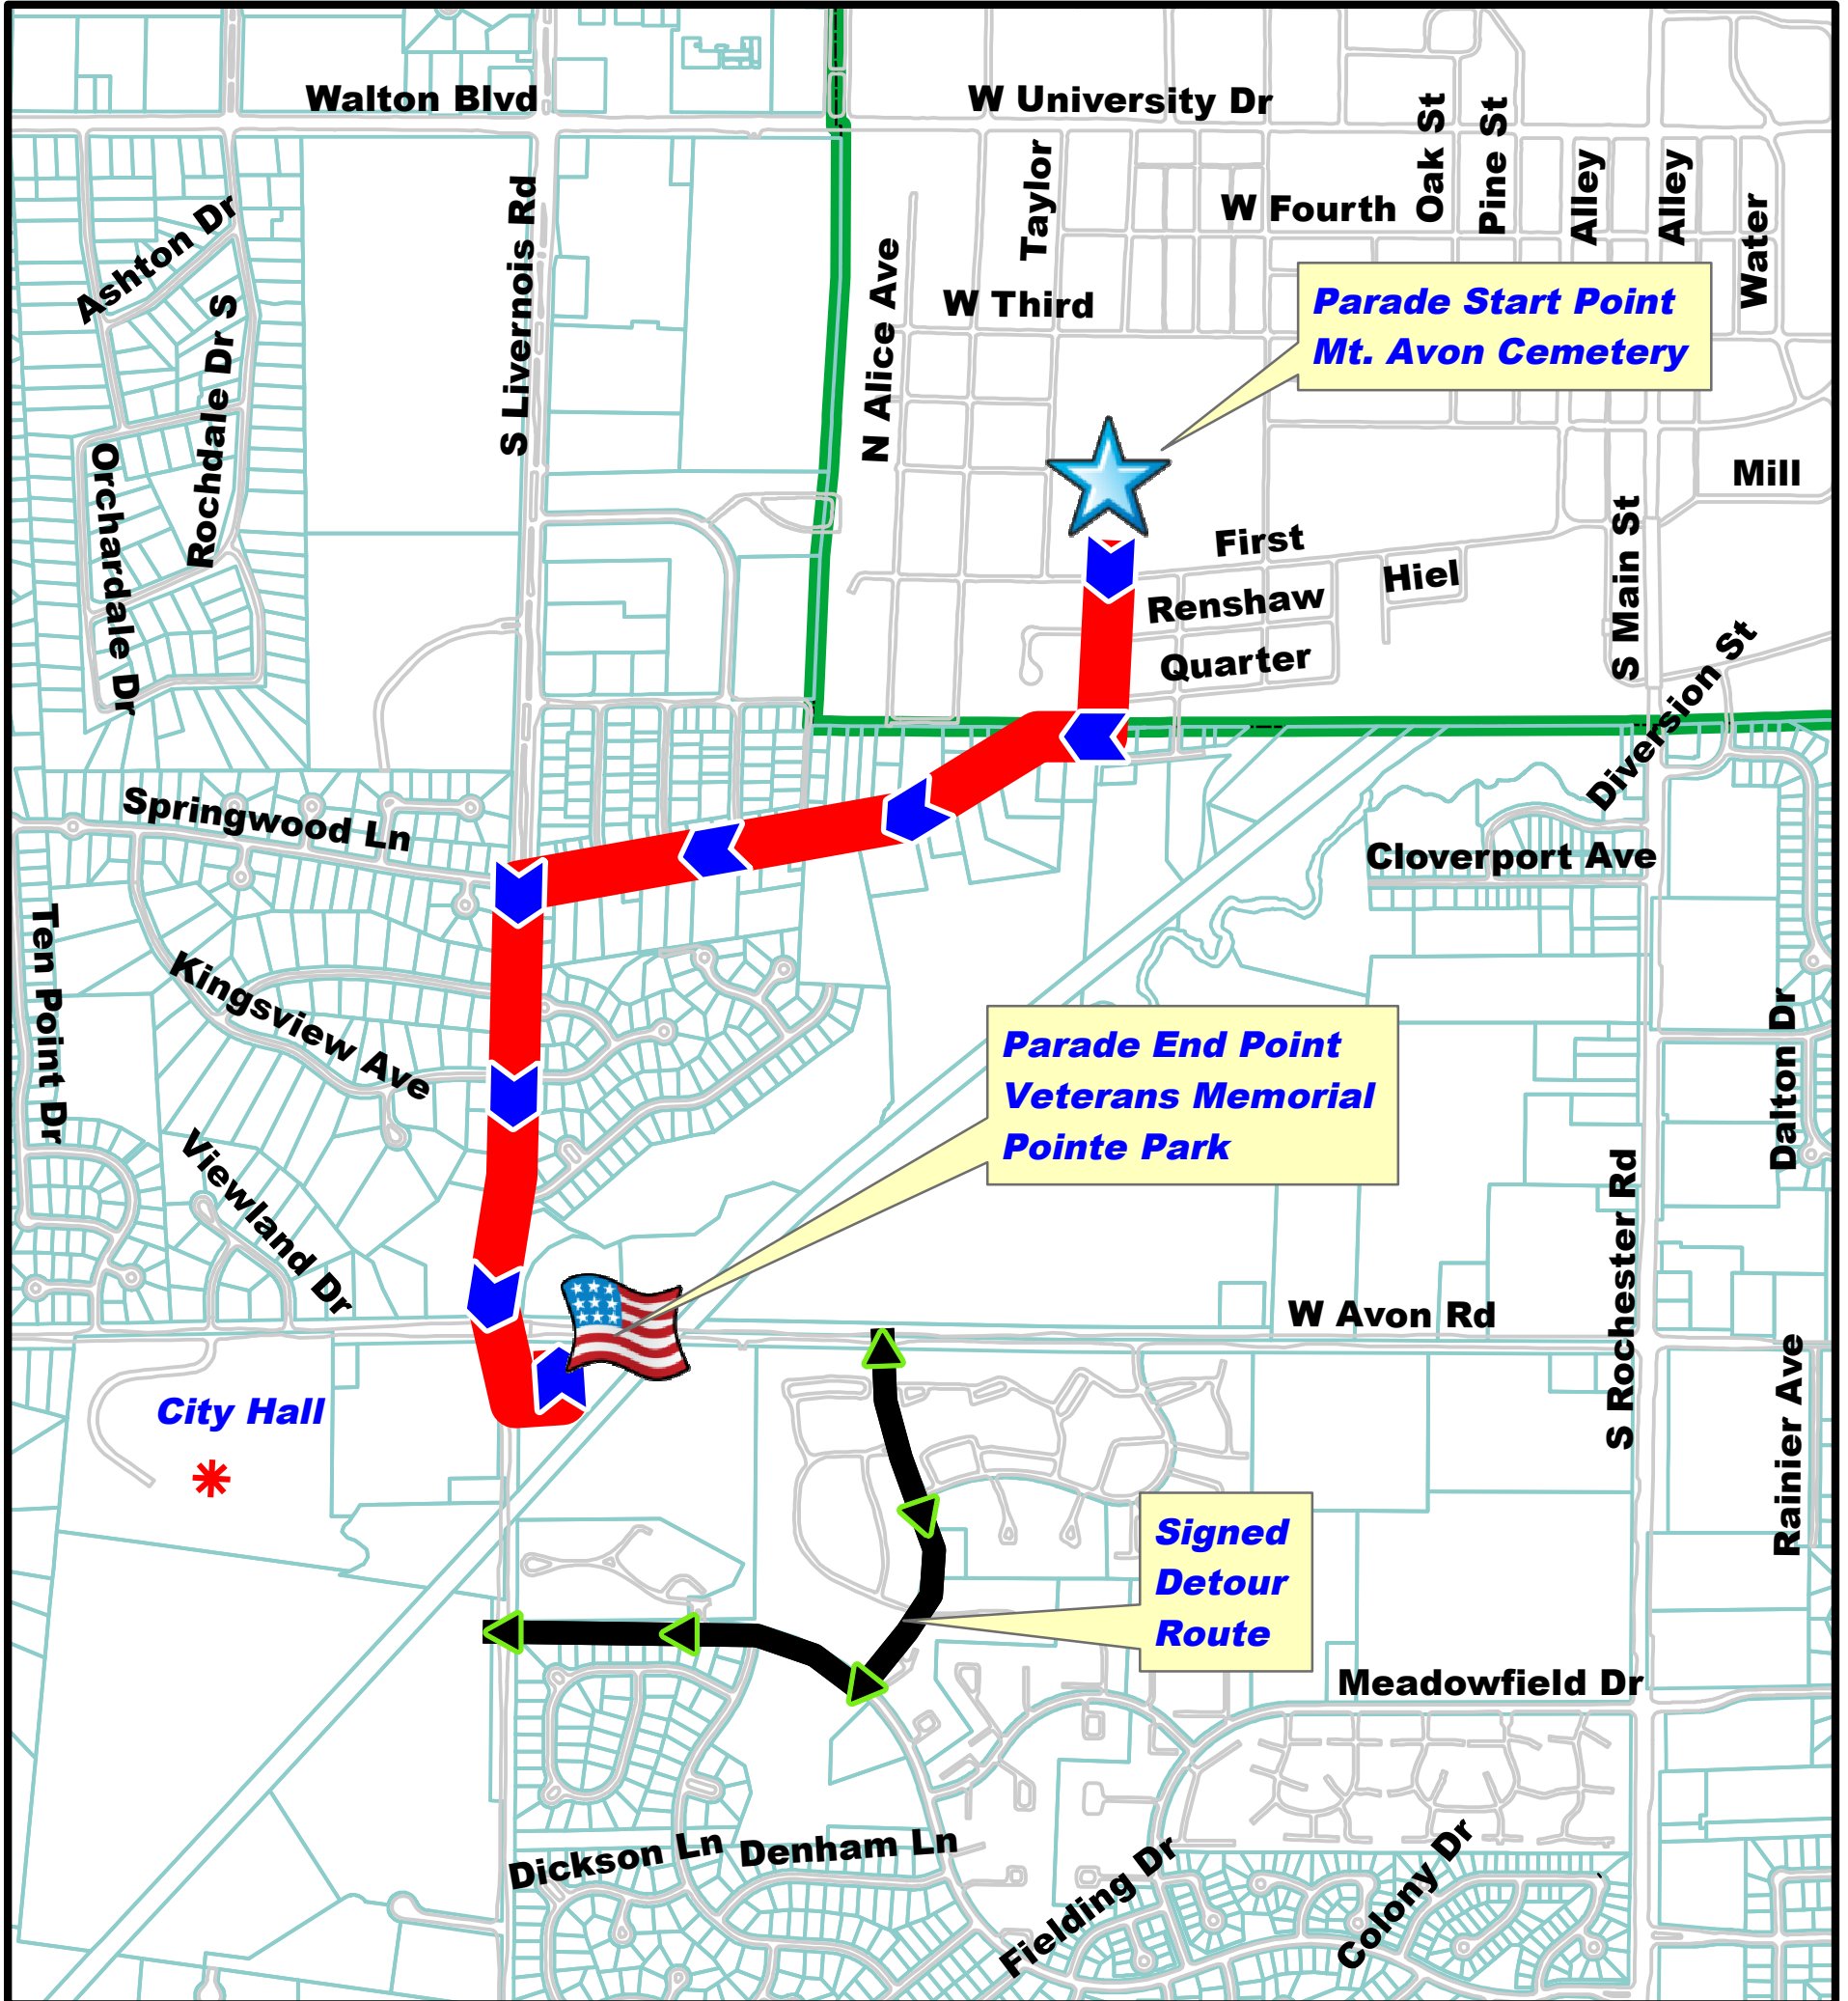 Walton Blvd
W University Dr
Oak St
Pine St
Taylor
Alley
Alley
Water
W Fourth
Ashton Dr
S Livernois Rd
N Alice Ave
W Third
Rochdale Dr S
Parade Start Point
Mt. Avon Cemetery
Orchardale Dr
Mill
S Main St
First
Hiel
Renshaw
Quarter
Diversion St
Springwood Ln
Cloverport Ave
Ten Point Dr
Kingsview Ave
Dalton Dr
Parade End Point
Veterans Memorial
Pointe Park
Viewland Dr
S Rochester Rd
W Avon Rd
Rainier Ave
City Hall
Signed
Detour
Route
Meadowfield Dr
Dickson Ln
Denham Ln
Fielding Dr
Colony Dr